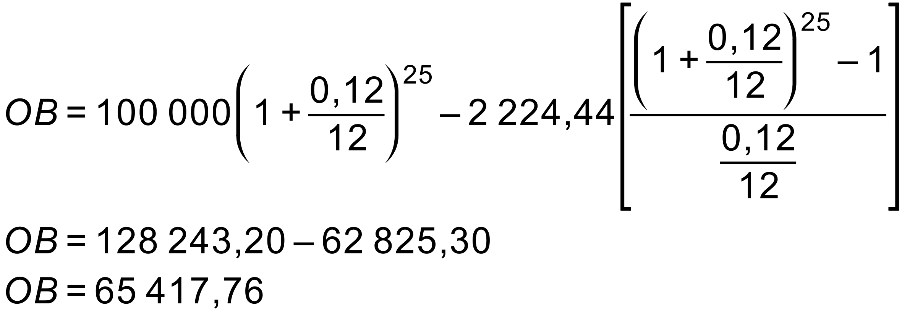 OB = 100 000(1 + 0,12/12)^25 – 2 224,44[((1 + 0,12/12)^25 – 1)/(0,12/12)]
OB = 128 243,20 – 62 825,30
OB = 65 417,76